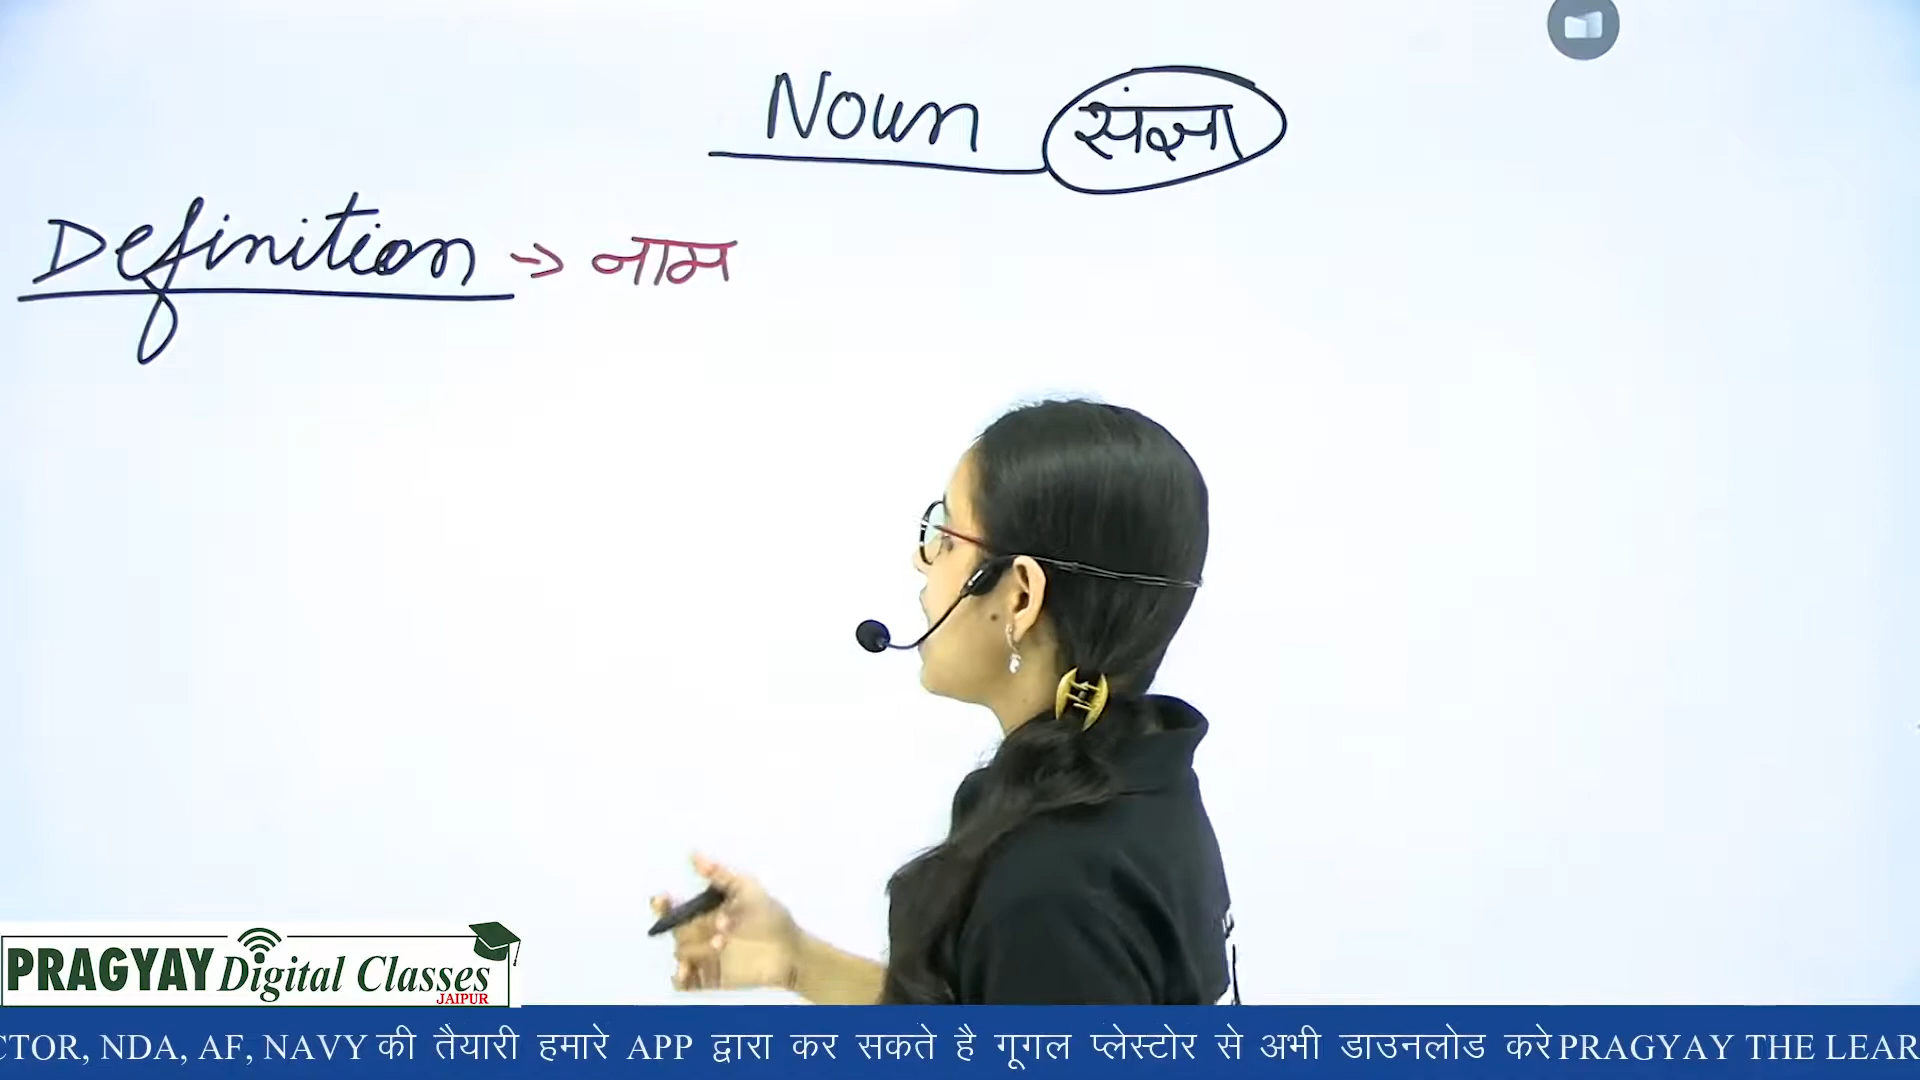 Noun संज्ञा
Definition → नाम
PRAGYAY Digital Classes
JAIPUR
CTOR, NDA, AF, NAVY की तैयारी हमारे APP द्वारा कर सकते है गूगल प्लेस्टोर से अभी डाउनलोड करे PRAGYAY THE LEAR